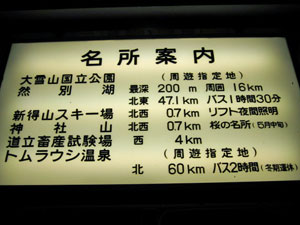 名所案内
大雪山国立公園 (周遊指定地)
然別湖 最深 200m 周囲 16km
北東 47.1km バス1時間30分
新得山スキー場 北西 0.7km リフト夜間照明
神社山 北西 0.7km 桜の名所(5月中旬)
道立畜産試験場 西 4km
トムラウシ温泉 (周遊指定地)
北 60km バス2時間(冬期運休)